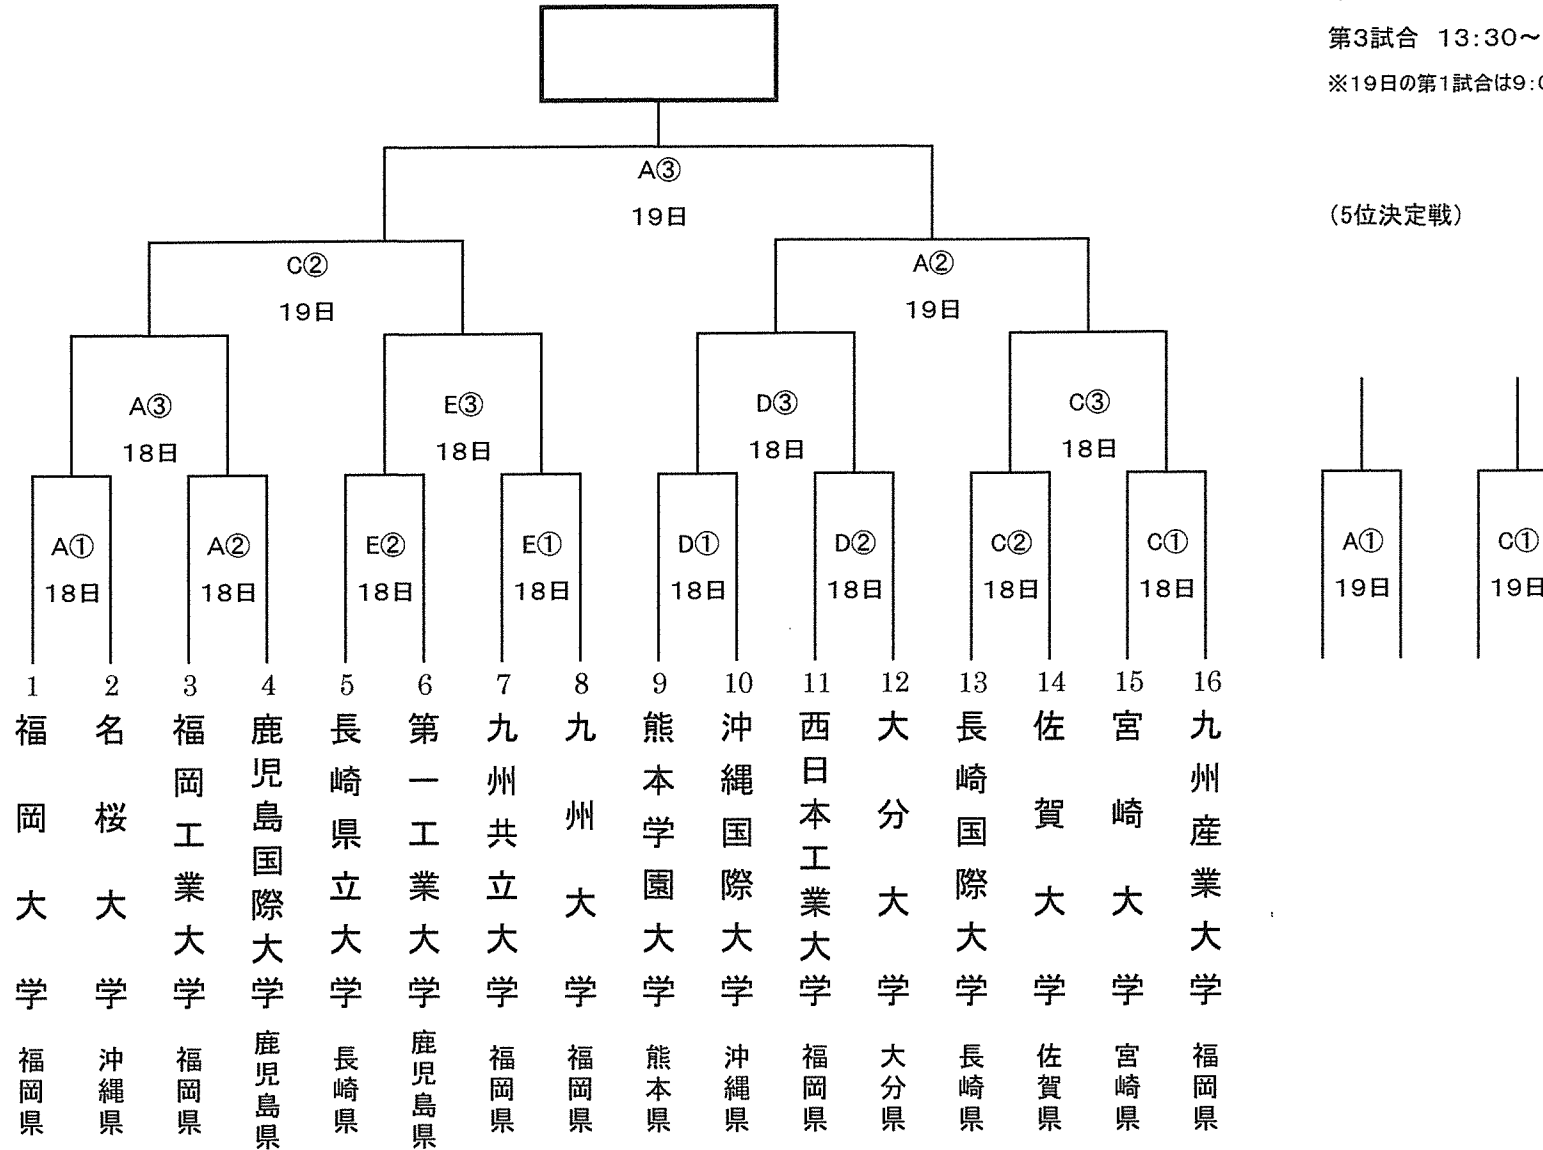 第3試合 13:30～
※19日の第1試合は9:0
A③
19日
（5位決定戦）
C②
19日
A②
19日
A③
18日
E③
18日
D③
18日
C③
18日
A①
18日
A②
18日
E②
18日
E①
18日
D①
18日
D②
18日
C②
18日
C①
18日
A①
19日
C①
19日
1 福岡大学 福岡県
2 名桜大学 沖縄県
3 福岡工業大学 福岡県
4 鹿児島国際大学 鹿児島県
5 長崎県立大学 長崎県
6 第一工業大学 鹿児島県
7 九州共立大学 福岡県
8 九州大学 福岡県
9 熊本学園大学 熊本県
10 沖縄国際大学 沖縄県
11 西日本工業大学 福岡県
12 大分大学 大分県
13 長崎国際大学 長崎県
14 佐賀大学 佐賀県
15 宮崎大学 宮崎県
16 九州産業大学 福岡県